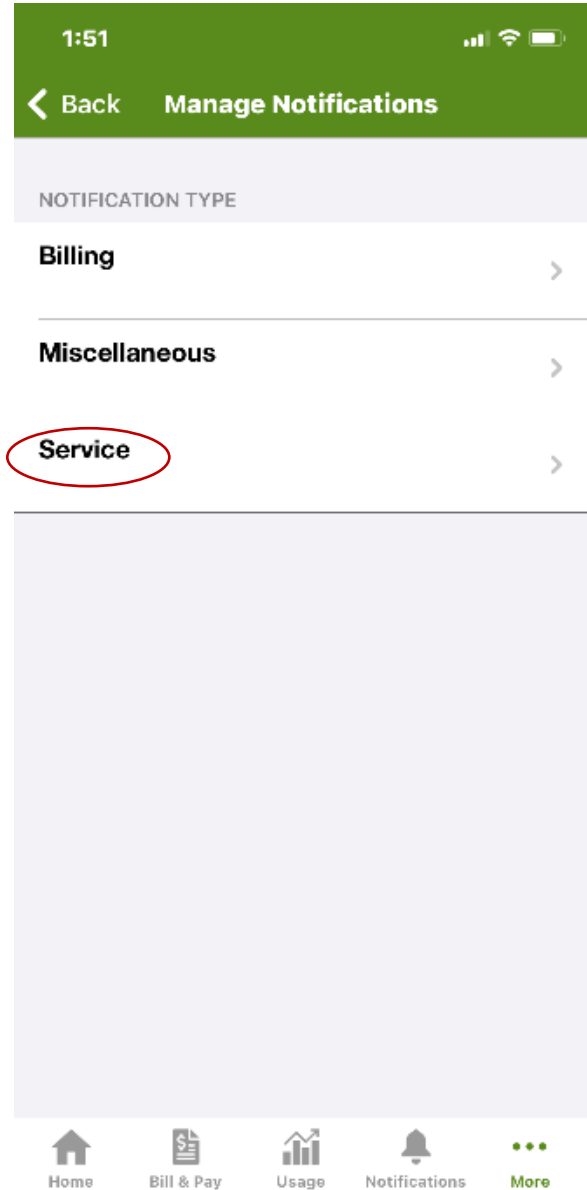 1:51
Back Manage Notifications
NOTIFICATION TYPE
Billing
Miscellaneous
Service
Home Bill & Pay Usage Notifications More